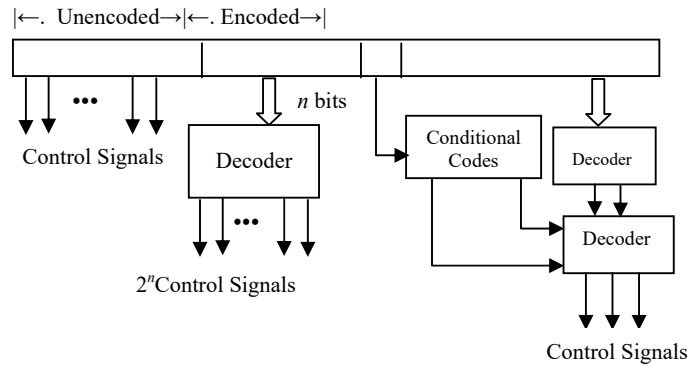 |←. Unencoded→|←. Encoded→|
n bits
Control Signals
Decoder
Conditional
Codes
Decoder
Decoder
2ⁿControl Signals
Control Signals